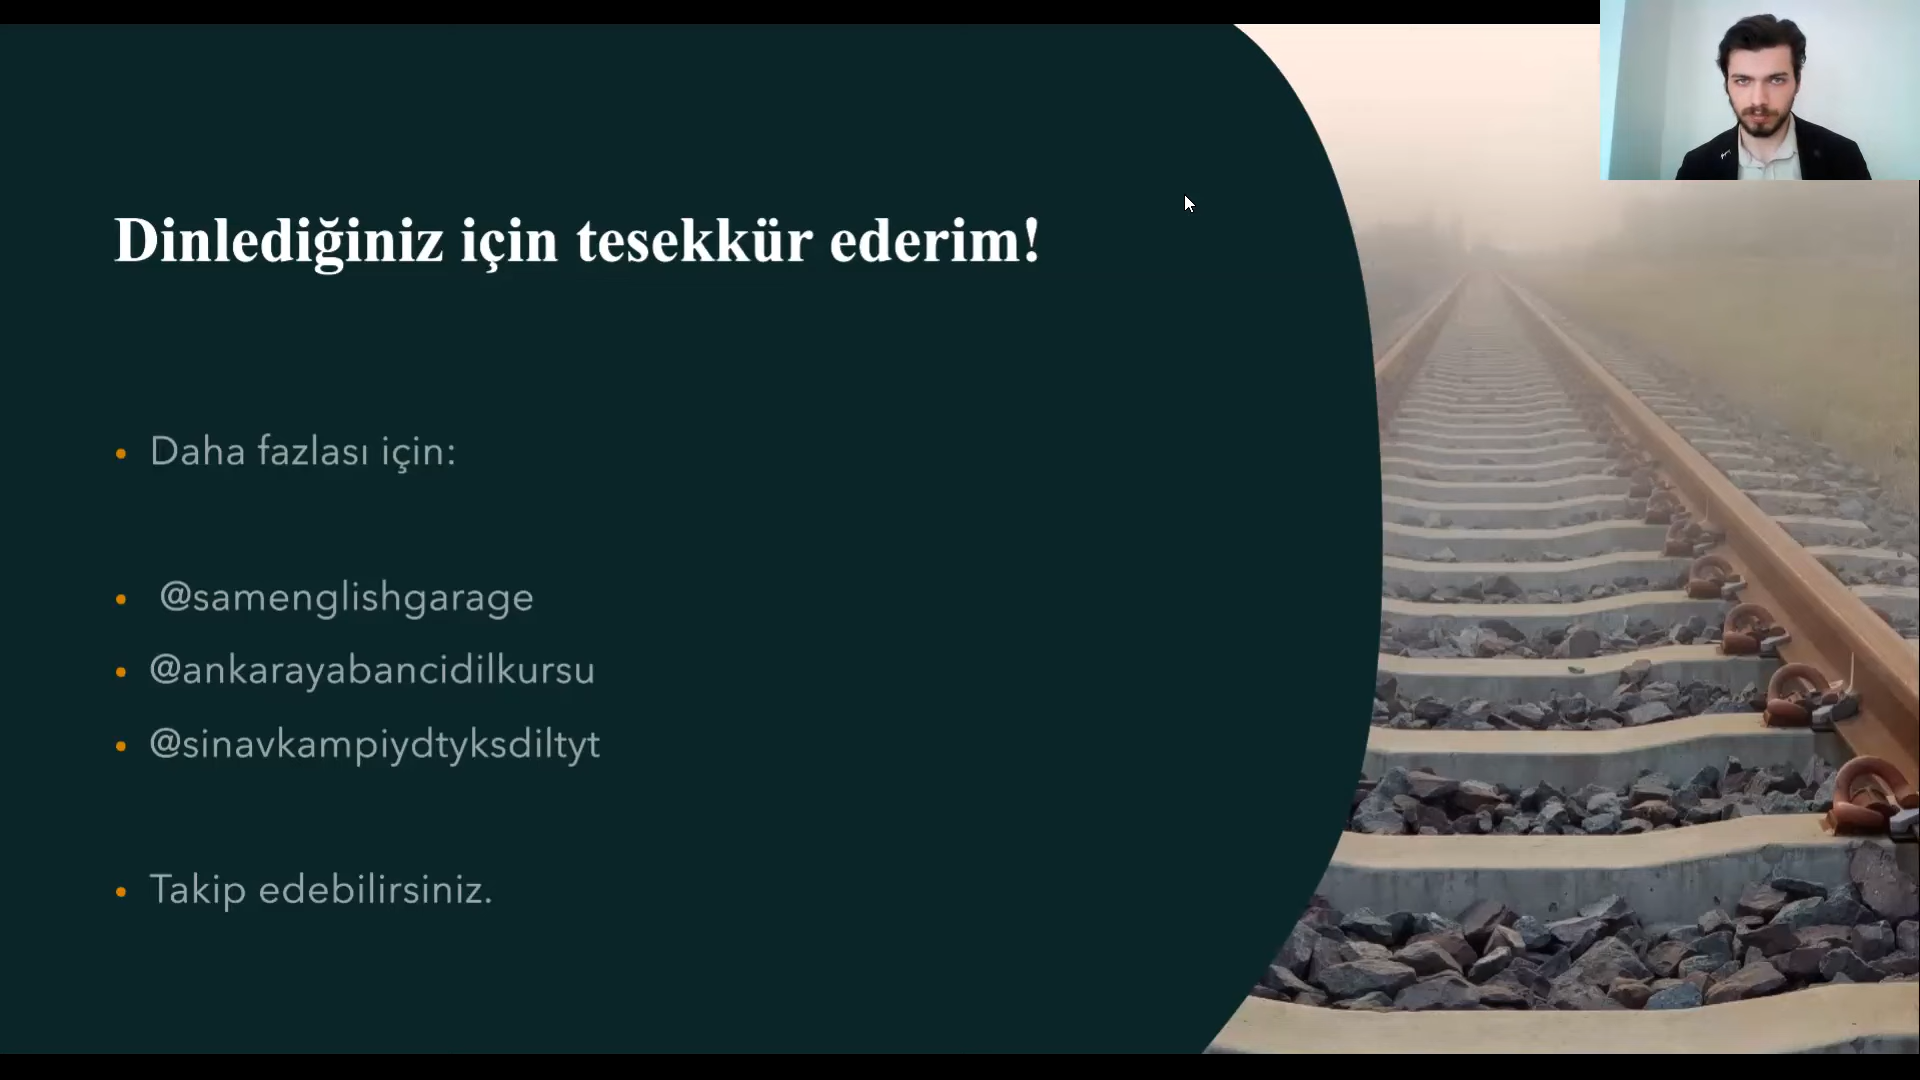 Dinlediğiniz için tesekkür ederim!
• Daha fazlası için:
• @samenglishgarage
• @ankarayabancidilkursu
• @sinavkampiydtyksdiltyt
• Takip edebilirsiniz.